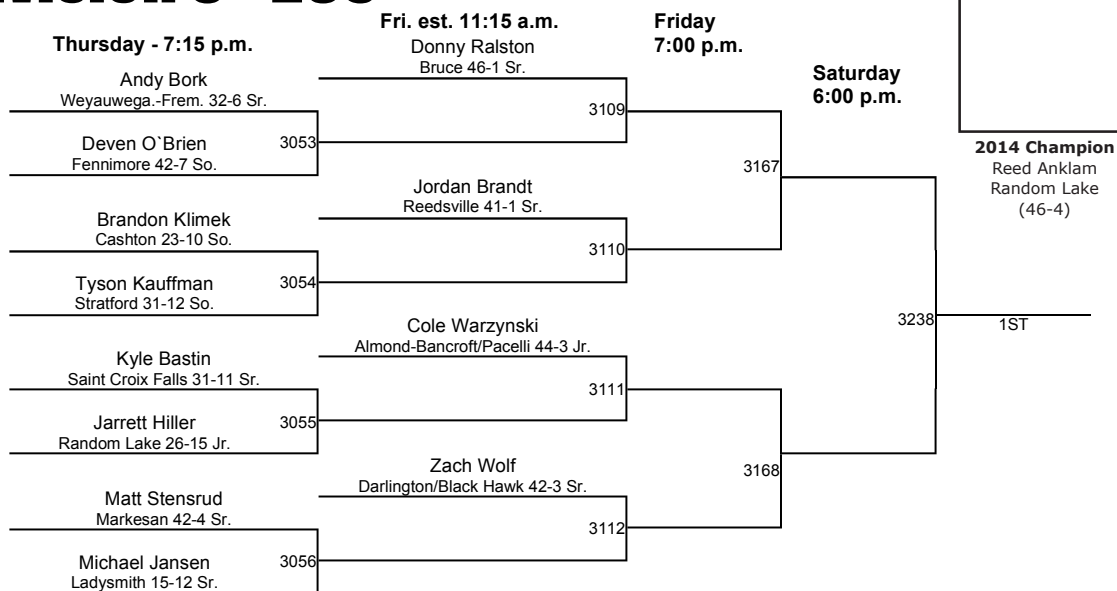 Fri. est. 11:15 a.m.
Friday
7:00 p.m.
Thursday - 7:15 p.m.
Saturday
6:00 p.m.
Donny Ralston
Bruce 46-1 Sr.
Andy Bork
Weyauwega.-Frem. 32-6 Sr.
3109
Deven O`Brien
Fennimore 42-7 So.
3053
2014 Champion
Reed Anklam
Random Lake
(46-4)
3167
Jordan Brandt
Reedsville 41-1 Sr.
Brandon Klimek
Cashton 23-10 So.
3110
Tyson Kauffman
Stratford 31-12 So.
3054
3238
1ST
Cole Warzynski
Almond-Bancroft/Pacelli 44-3 Jr.
Kyle Bastin
Saint Croix Falls 31-11 Sr.
3111
Jarrett Hiller
Random Lake 26-15 Jr.
3055
3168
Zach Wolf
Darlington/Black Hawk 42-3 Sr.
Matt Stensrud
Markesan 42-4 Sr.
3112
Michael Jansen
Ladysmith 15-12 Sr.
3056